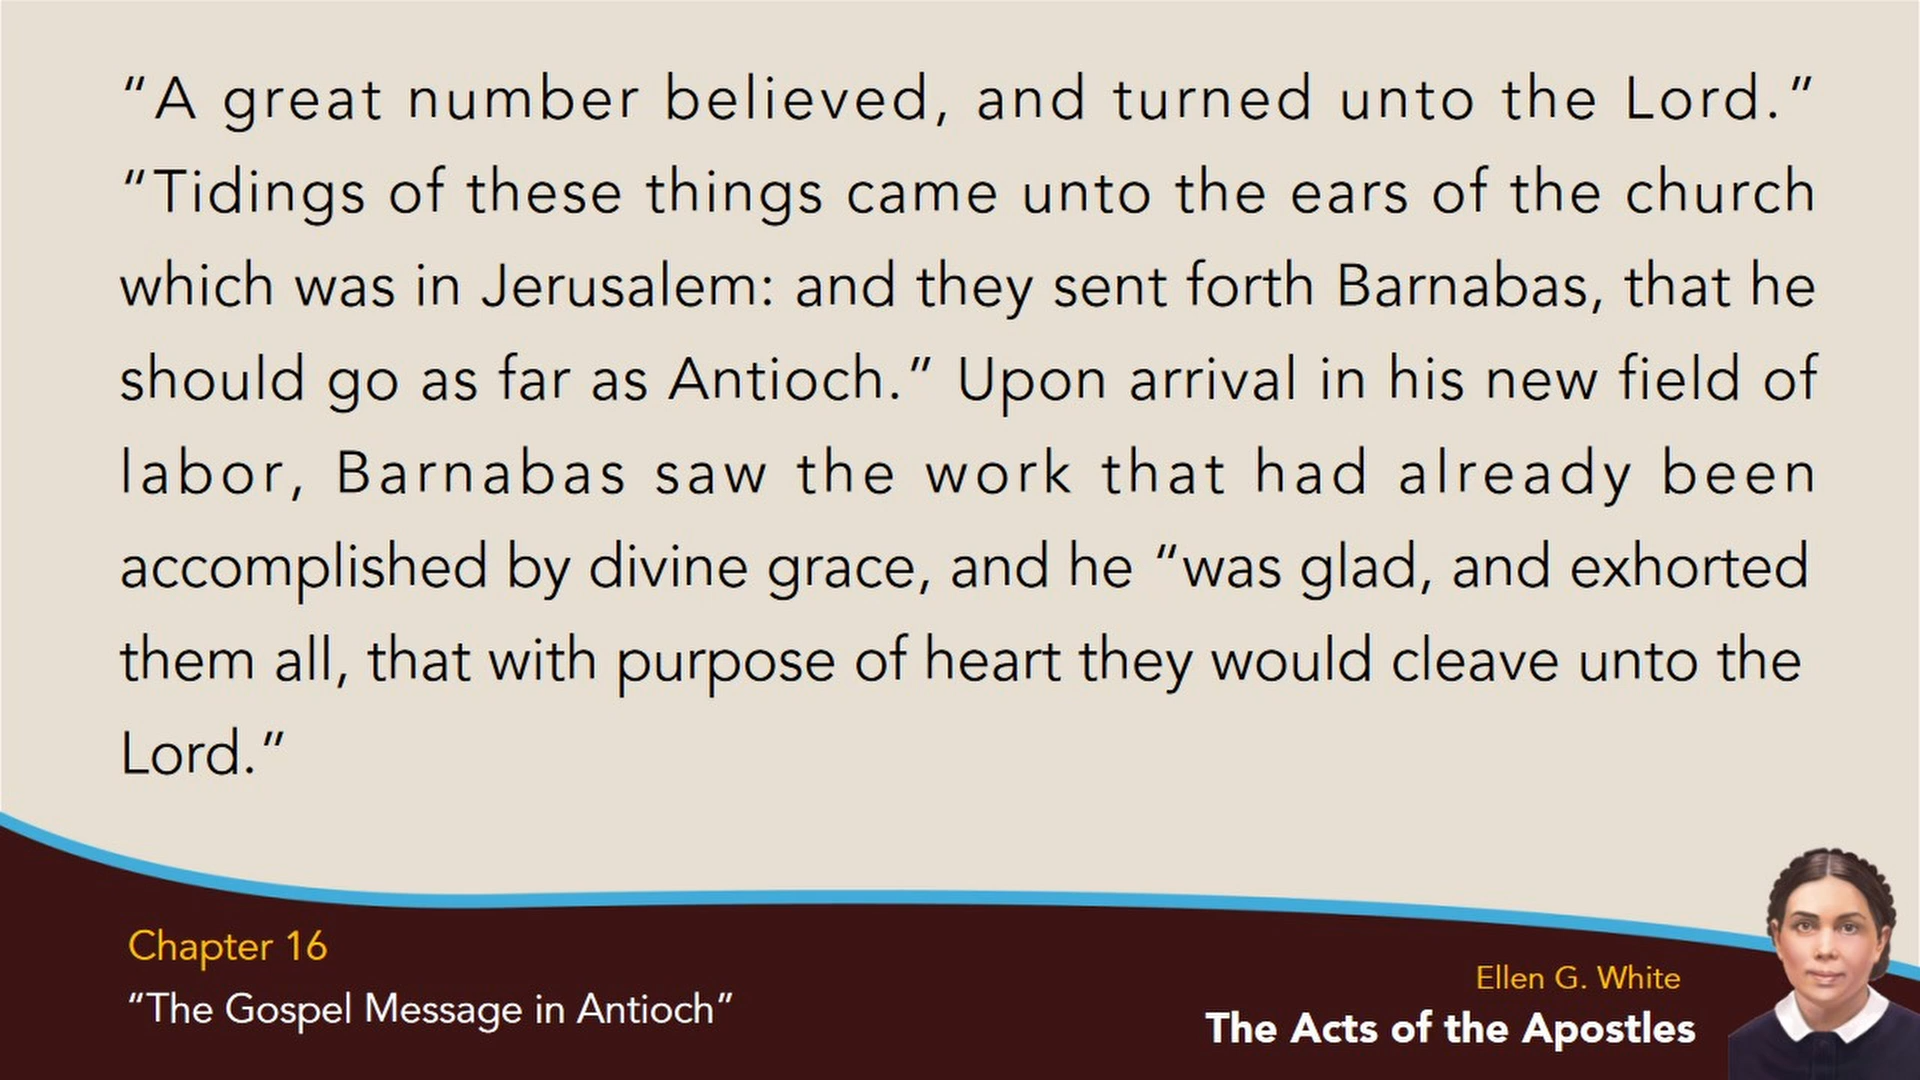 “A great number believed, and turned unto the Lord.”
“Tidings of these things came unto the ears of the church
which was in Jerusalem: and they sent forth Barnabas, that he
should go as far as Antioch.” Upon arrival in his new field of
labor, Barnabas saw the work that had already been
accomplished by divine grace, and he “was glad, and exhorted
them all, that with purpose of heart they would cleave unto the
Lord.”
Chapter 16
“The Gospel Message in Antioch”
Ellen G. White
The Acts of the Apostles